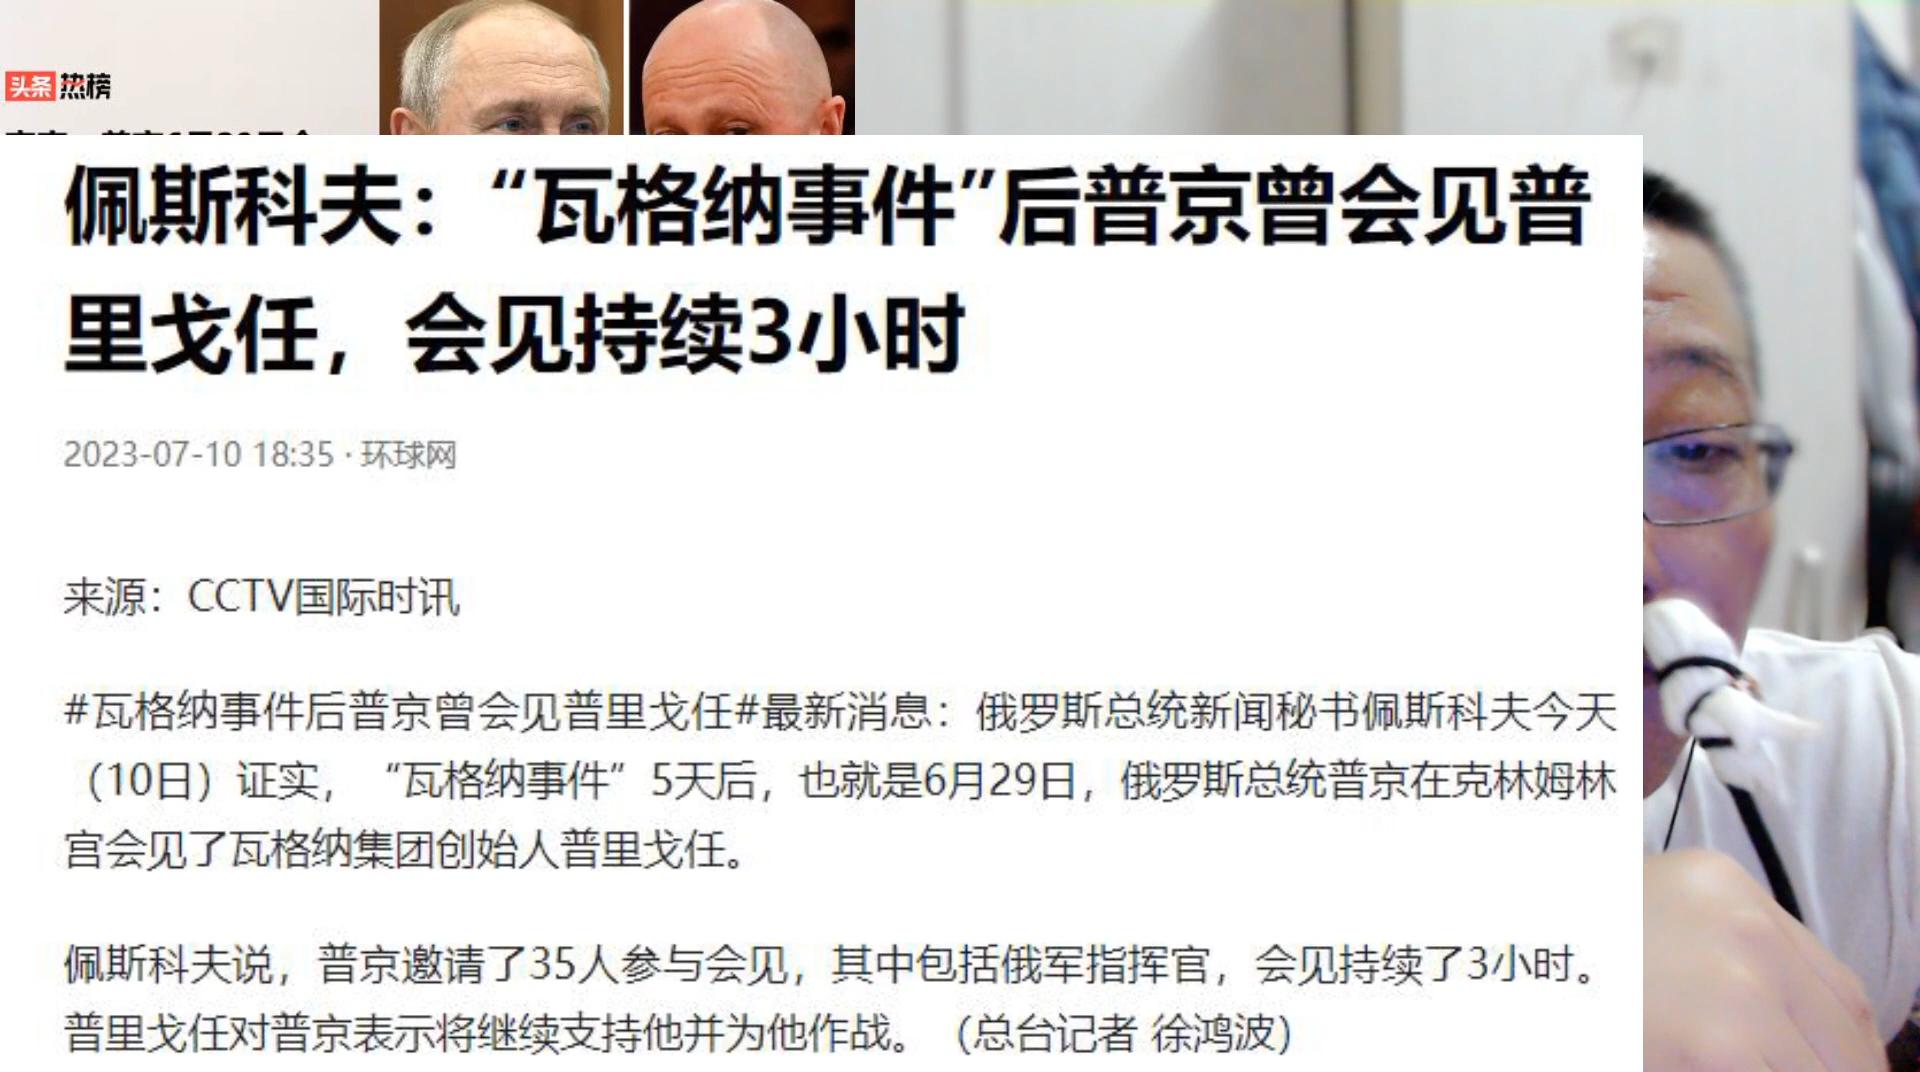 头条 热榜
佩斯科夫：“瓦格纳事件”后普京曾会见普
里戈任，会见持续3小时
2023-07-10 18:35 · 环球网
来源：CCTV国际时讯
#瓦格纳事件后普京曾会见普里戈任#最新消息：俄罗斯总统新闻秘书佩斯科夫今天
（10日）证实，“瓦格纳事件”5天后，也就是6月29日，俄罗斯总统普京在克林姆林
宫会见了瓦格纳集团创始人普里戈任。
佩斯科夫说，普京邀请了35人参与会见，其中包括俄军指挥官，会见持续了3小时。
普里戈任对普京表示将继续支持他并为他作战。（总台记者 徐鸿波）